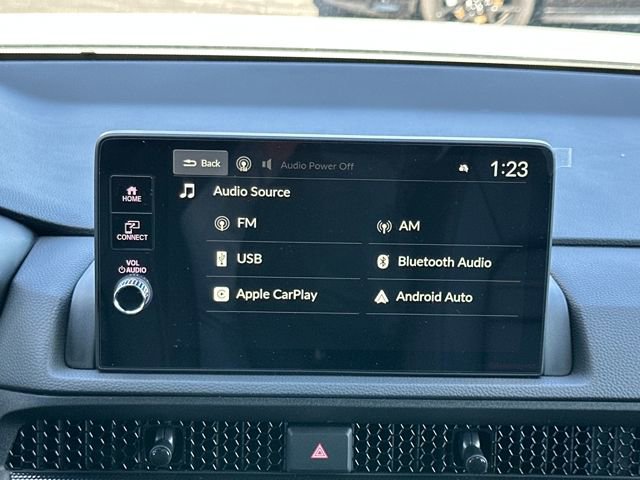 Back Audio Power Off 1:23
HOME
Audio Source
CONNECT
FM AM
VOL
AUDIO
USB Bluetooth Audio
Apple CarPlay Android Auto